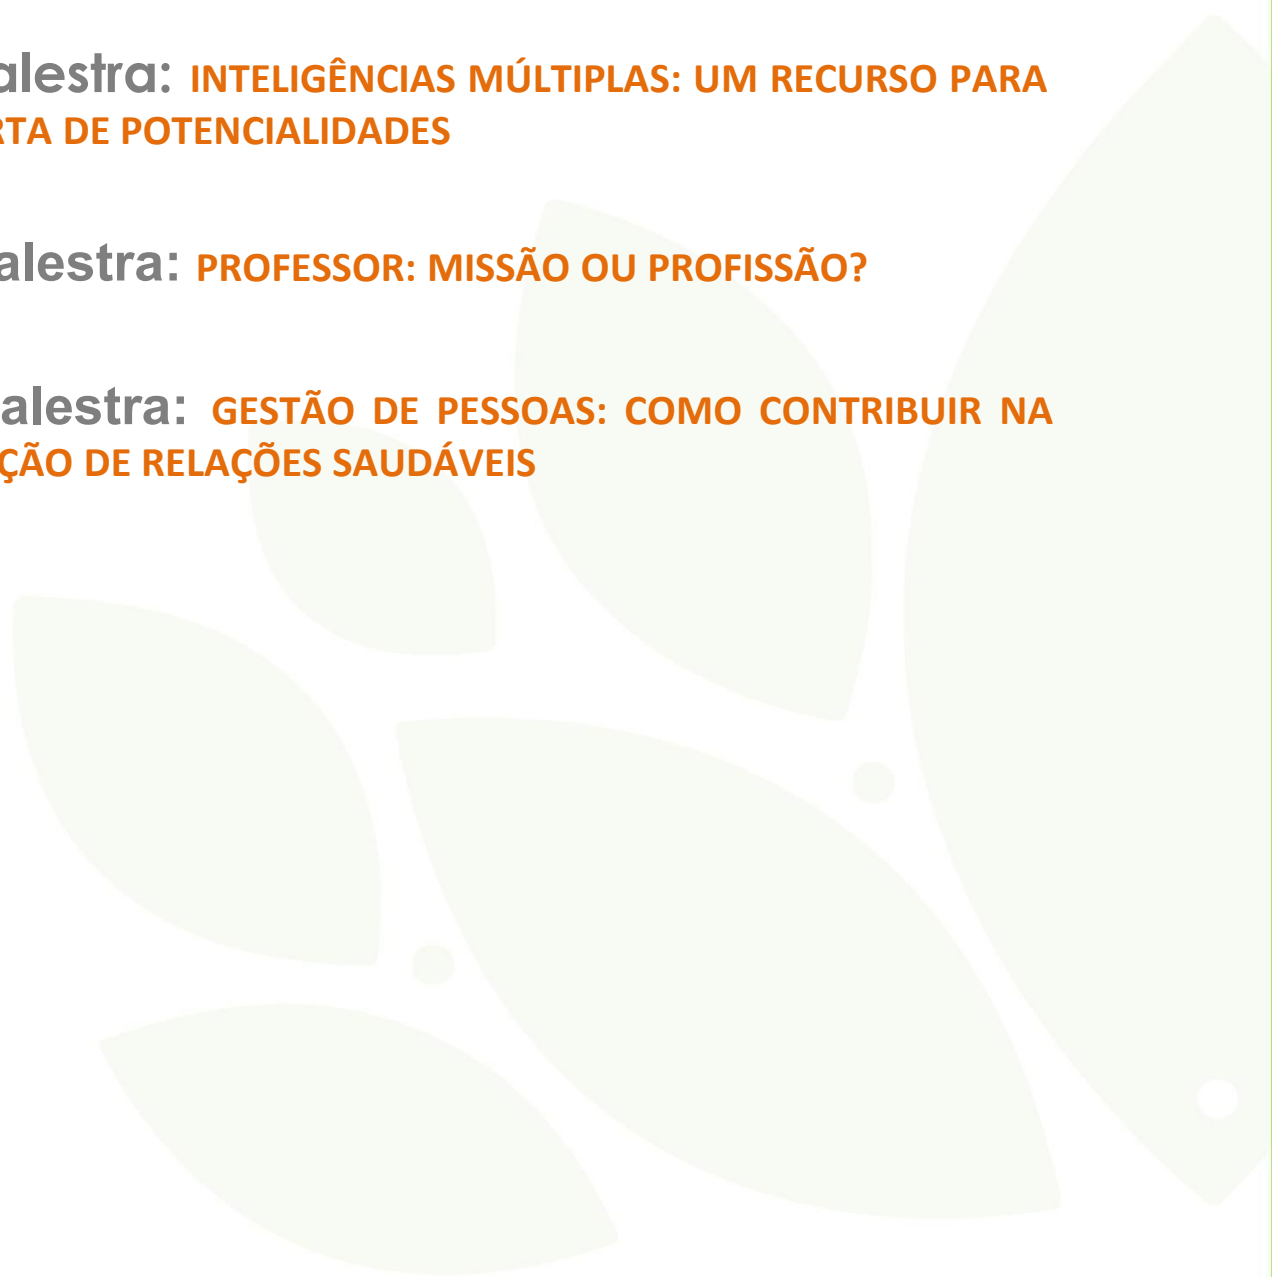 alestra: INTELIGÊNCIAS MÚLTIPLAS: UM RECURSO PARA
RTA DE POTENCIALIDADES
alestra: PROFESSOR: MISSÃO OU PROFISSÃO?
alestra: GESTÃO DE PESSOAS: COMO CONTRIBUIR NA
ÇÃO DE RELAÇÕES SAUDÁVEIS